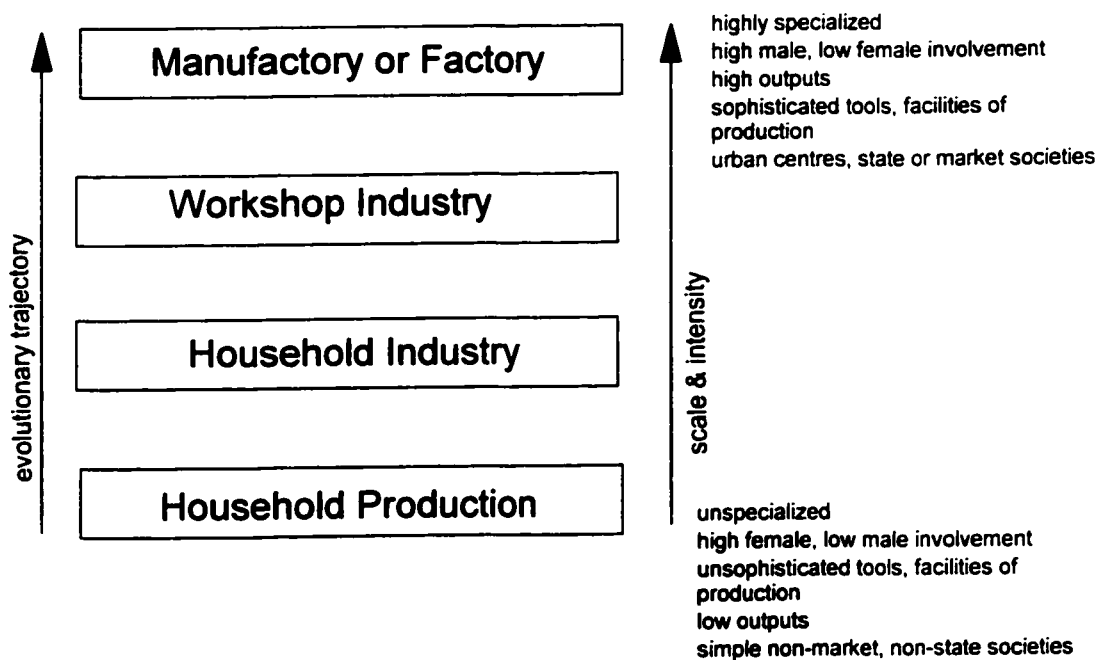 highly specialized
high male, low female involvement
high outputs
sophisticated tools, facilities of
production
urban centres, state or market societies
Manufactory or Factory
Workshop Industry
Household Industry
Household Production
evolutionary trajectory
scale & intensity
unspecialized
high female, low male involvement
unsophisticated tools, facilities of
production
low outputs
simple non-market, non-state societies